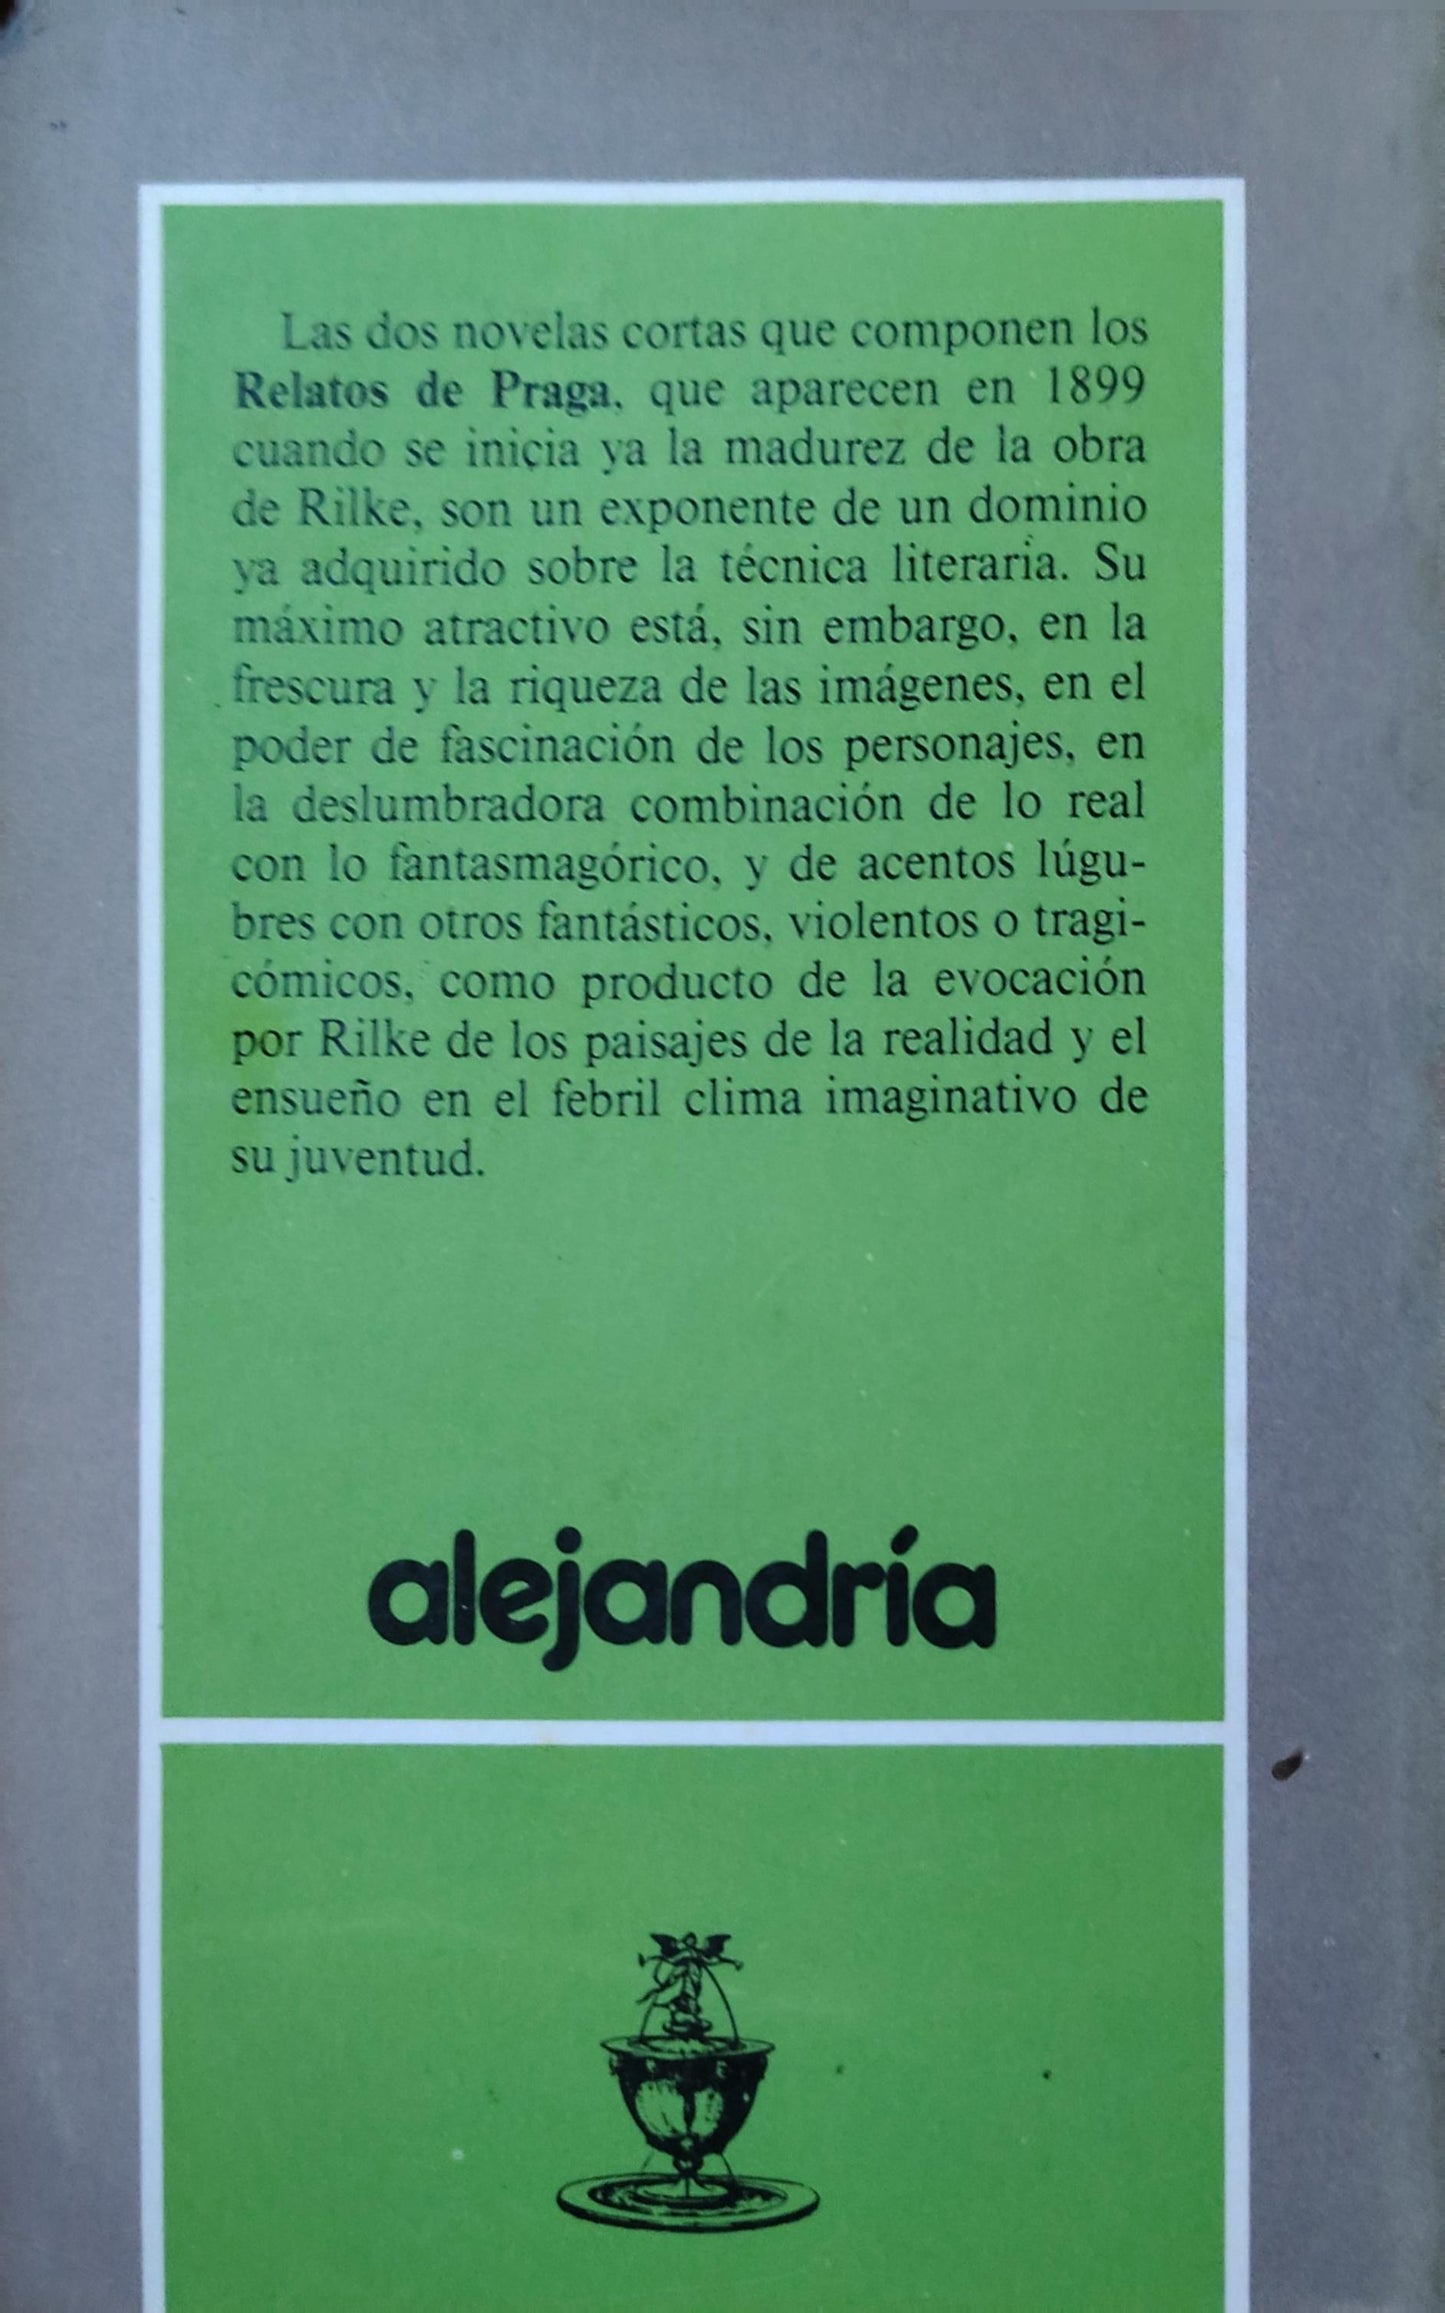 Las dos novelas cortas que componen los
Relatos de Praga, que aparecen en 1899
cuando se inicia ya la madurez de la obra
de Rilke, son un exponente de un dominio
ya adquirido sobre la técnica literaria. Su
máximo atractivo está, sin embargo, en la
frescura y la riqueza de las imágenes, en el
poder de fascinación de los personajes, en
la deslumbradora combinación de lo real
con lo fantasmagórico, y de acentos lúgu-
bres con otros fantásticos, violentos o tragi-
cómicos, como producto de la evocación
por Rilke de los paisajes de la realidad y el
ensueño en el febril clima imaginativo de
su juventud.
alejandría